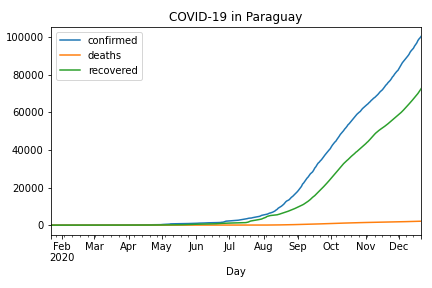 COVID-19 in Paraguay
confirmed
deaths
recovered
100000
80000
60000
40000
20000
0
Feb Mar Apr May Jun Jul Aug Sep Oct Nov Dec
2020
Day